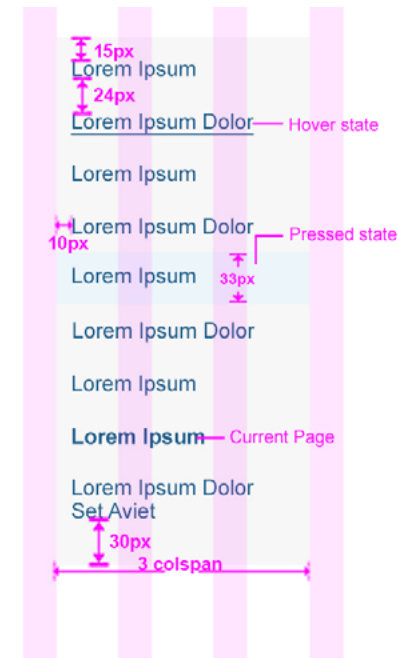 15px
Lorem Ipsum
24px
Lorem Ipsum Dolor
Hover state
Lorem Ipsum
Lorem Ipsum Dolor
Pressed state
10px
Lorem Ipsum
33px
Lorem Ipsum Dolor
Lorem Ipsum
Lorem Ipsum
Current Page
Lorem Ipsum Dolor
Set Aviet
30px
3 colspan